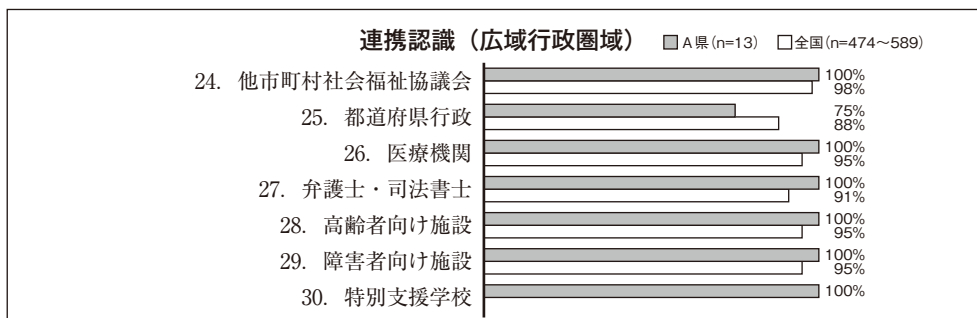 連携認識（広域行政圏域） A県(n=13) 全国(n=474～589)
24. 他市町村社会福祉協議会 100%
98%
25. 都道府県行政 75%
88%
26. 医療機関 100%
95%
27. 弁護士・司法書士 100%
91%
28. 高齢者向け施設 100%
95%
29. 障害者向け施設 100%
95%
30. 特別支援学校 100%